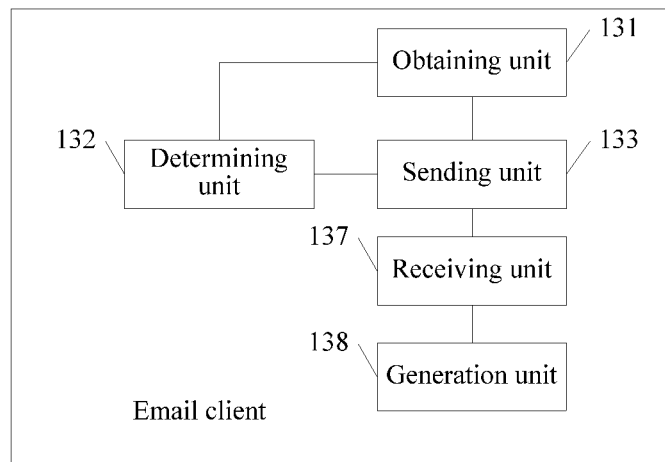 131
Obtaining unit
132
Determining
unit
133
Sending unit
137
Receiving unit
138
Generation unit
Email client